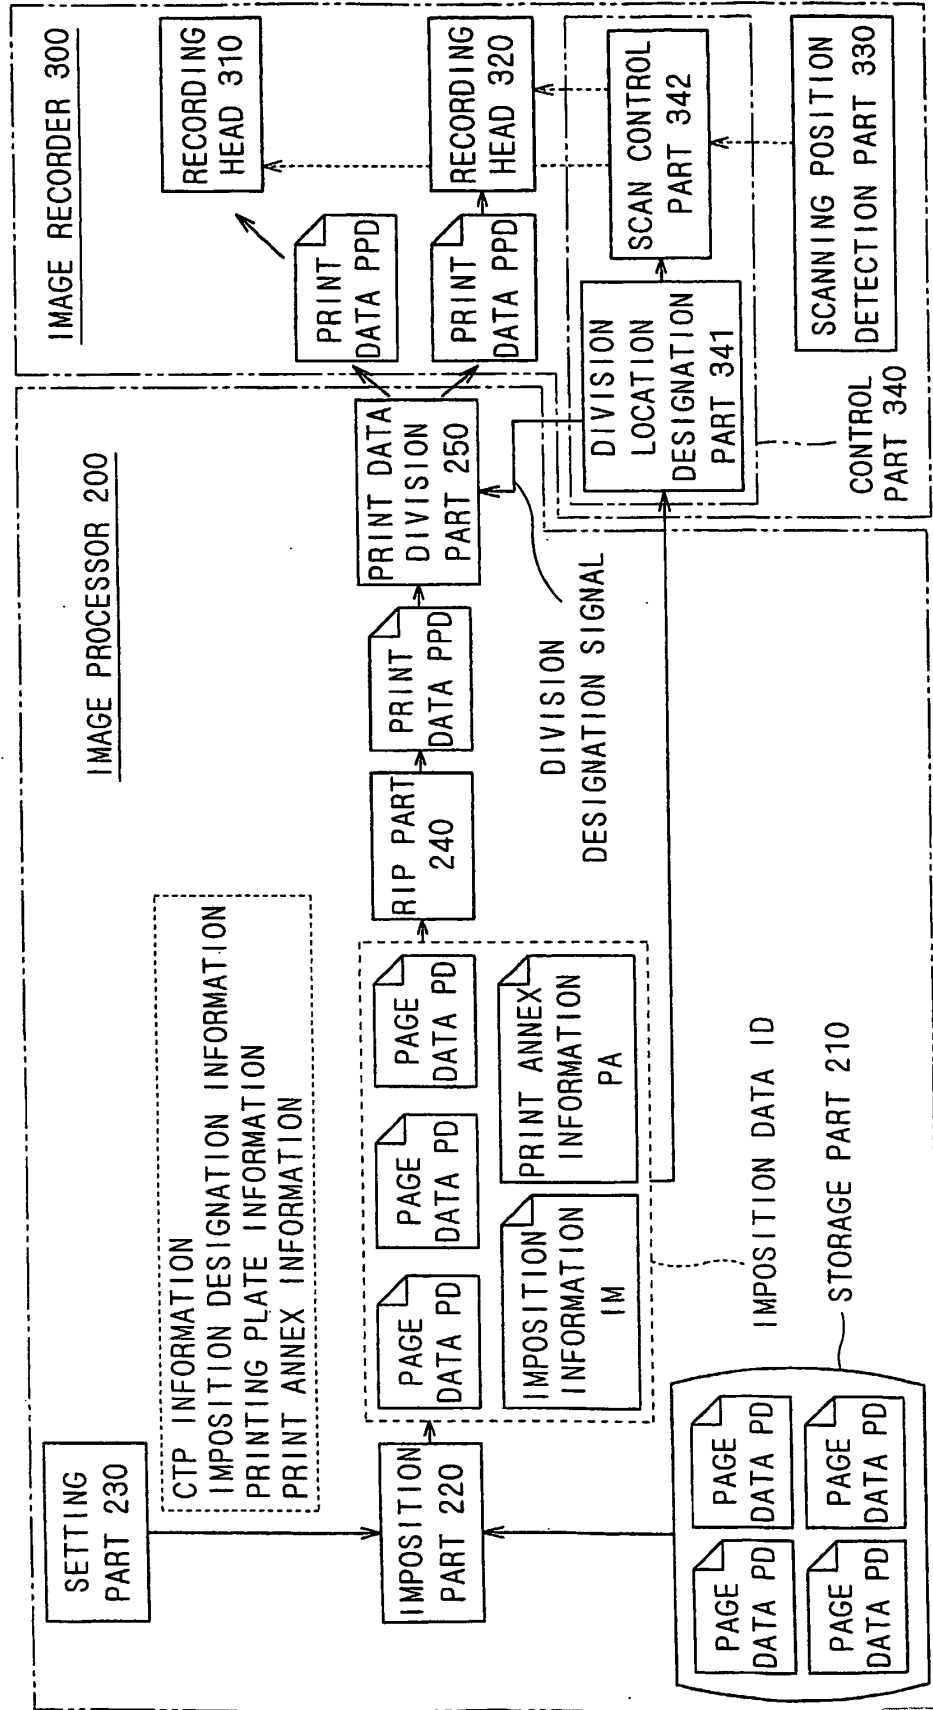 IMAGE PROCESSOR 200
SETTING
PART 230
CTP INFORMATION
IMPOSITION DESIGNATION INFORMATION
PRINTING PLATE INFORMATION
PRINT ANNEX INFORMATION
IMPOSITION
PART 220
PAGE
DATA PD
PAGE
DATA PD
PAGE
DATA PD
IMPOSITION
INFORMATION
IM
PRINT ANNEX
INFORMATION
PA
RIP PART
240
PRINT
DATA PPD
PRINT DATA
DIVISION
PART 250
DIVISION
DESIGNATION SIGNAL
PAGE
DATA PD
PAGE
DATA PD
PAGE
DATA PD
PAGE
DATA PD
IMPOSITION DATA ID
STORAGE PART 210
IMAGE RECORDER 300
PRINT
DATA PPD
RECORDING
HEAD 310
PRINT
DATA PPD
RECORDING
HEAD 320
DIVISION
LOCATION
DESIGNATION
PART 341
SCAN CONTROL
PART 342
CONTROL
PART 340
SCANNING POSITION
DETECTION PART 330